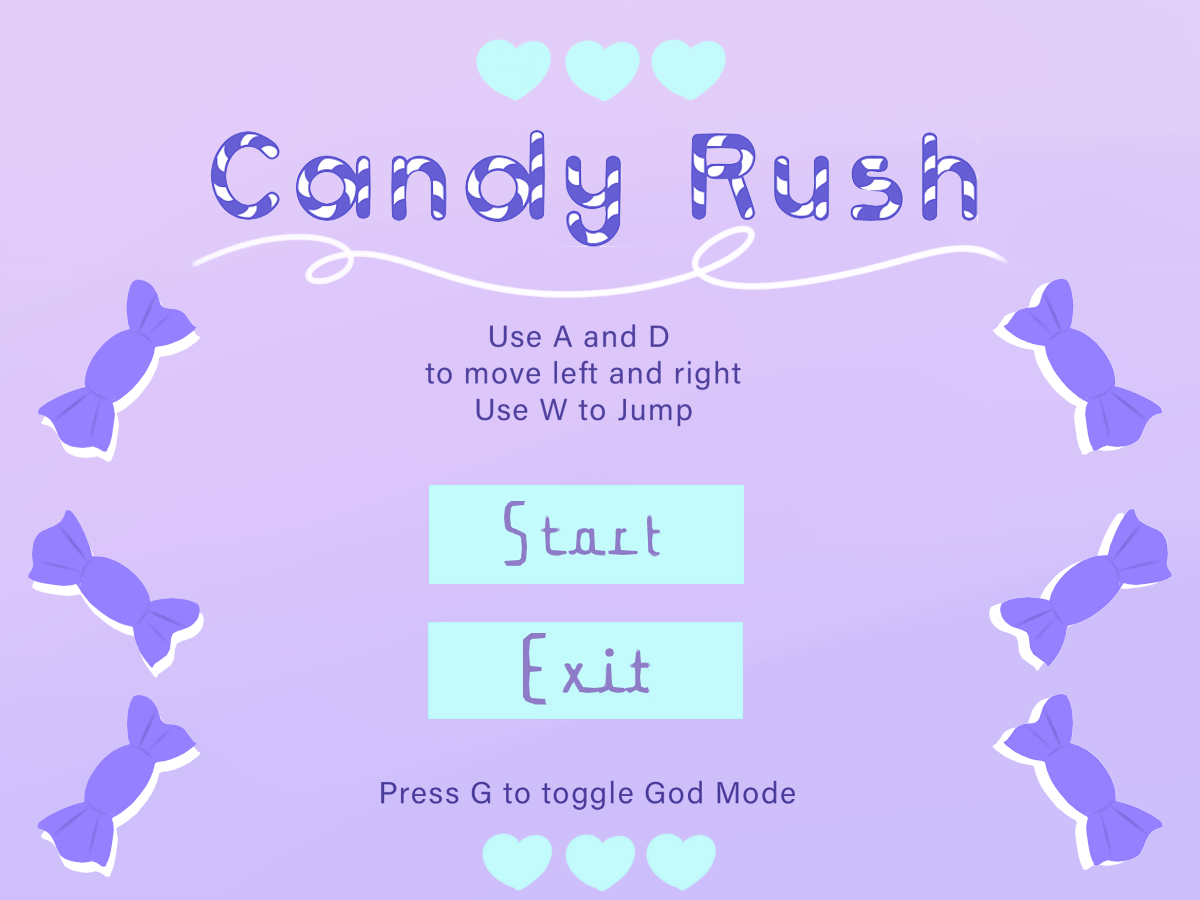 Candy Rush
Use A and D
to move left and right
Use W to Jump
Start
Exit
Press G to toggle God Mode